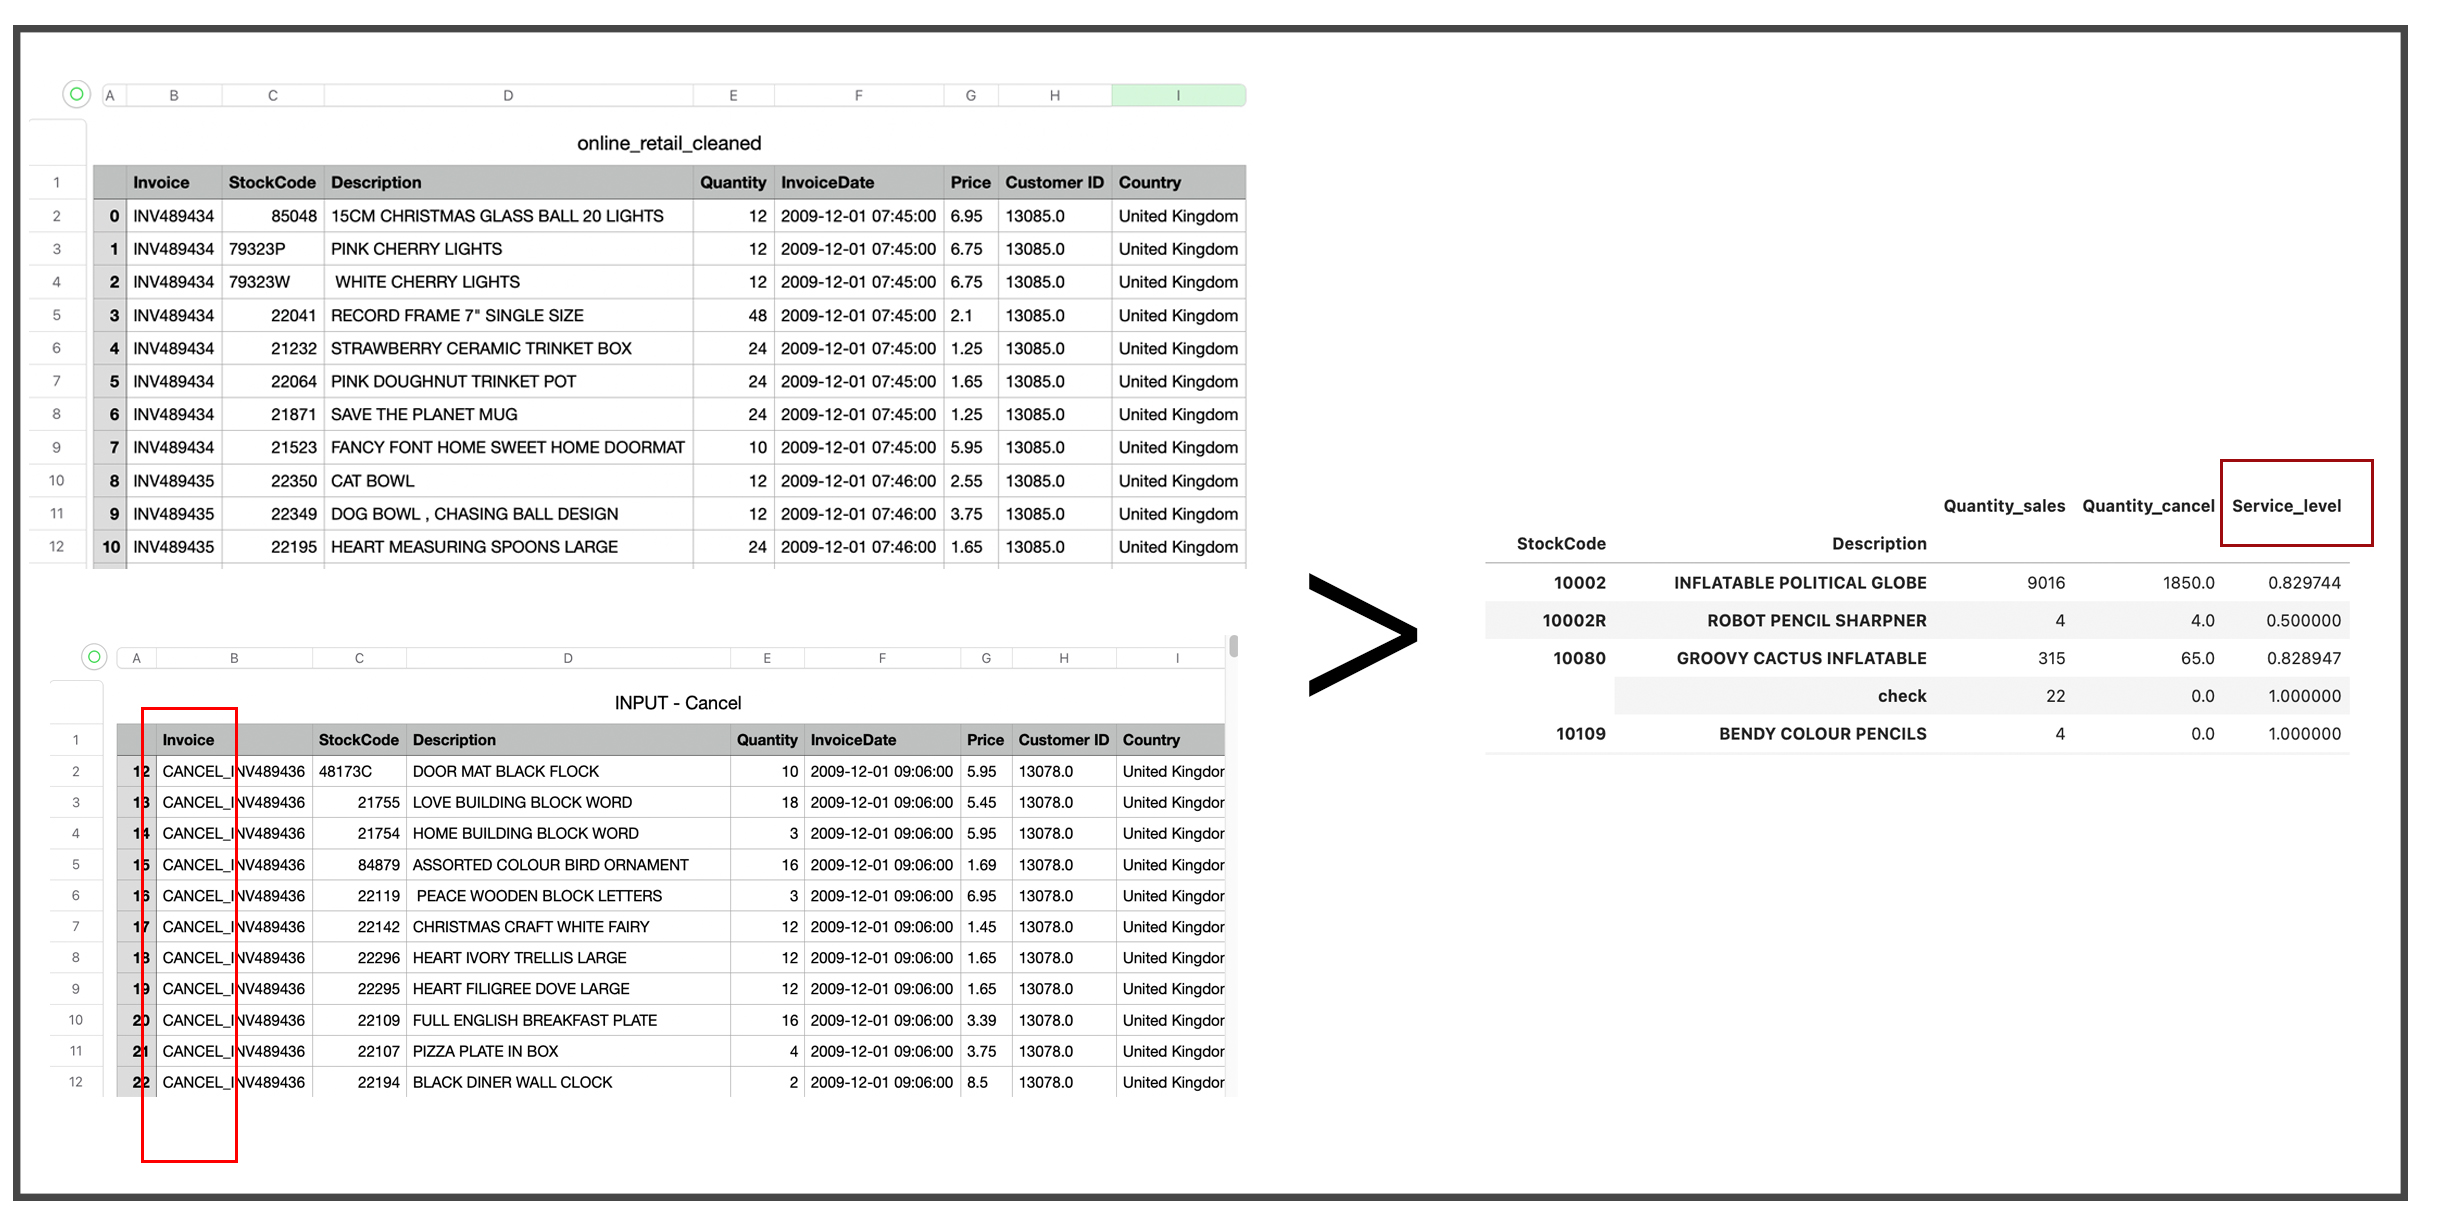 A B C D E F G H I
online_retail_cleaned
1 Invoice StockCode Description Quantity InvoiceDate Price Customer ID Country
2 0 INV489434 85048 15CM CHRISTMAS GLASS BALL 20 LIGHTS 12 2009-12-01 07:45:00 6.95 13085.0 United Kingdom
3 1 INV489434 79323P PINK CHERRY LIGHTS 12 2009-12-01 07:45:00 6.75 13085.0 United Kingdom
4 2 INV489434 79323W WHITE CHERRY LIGHTS 12 2009-12-01 07:45:00 6.75 13085.0 United Kingdom
5 3 INV489434 22041 RECORD FRAME 7" SINGLE SIZE 48 2009-12-01 07:45:00 2.1 13085.0 United Kingdom
6 4 INV489434 21232 STRAWBERRY CERAMIC TRINKET BOX 24 2009-12-01 07:45:00 1.25 13085.0 United Kingdom
7 5 INV489434 22064 PINK DOUGHNUT TRINKET POT 24 2009-12-01 07:45:00 1.65 13085.0 United Kingdom
8 6 INV489434 21871 SAVE THE PLANET MUG 24 2009-12-01 07:45:00 1.25 13085.0 United Kingdom
9 7 INV489434 21523 FANCY FONT HOME SWEET HOME DOORMAT 10 2009-12-01 07:45:00 5.95 13085.0 United Kingdom
10 8 INV489435 22350 CAT BOWL 12 2009-12-01 07:46:00 2.55 13085.0 United Kingdom
11 9 INV489435 22349 DOG BOWL , CHASING BALL DESIGN 12 2009-12-01 07:46:00 3.75 13085.0 United Kingdom
12 10 INV489435 22195 HEART MEASURING SPOONS LARGE 24 2009-12-01 07:46:00 1.65 13085.0 United Kingdom
A B C D E F G H I
INPUT - Cancel
1 Invoice StockCode Description Quantity InvoiceDate Price Customer ID Country
2 12 CANCEL_INV489436 48173C DOOR MAT BLACK FLOCK 10 2009-12-01 09:06:00 5.95 13078.0 United Kingdor
3 13 CANCEL_INV489436 21755 LOVE BUILDING BLOCK WORD 18 2009-12-01 09:06:00 5.45 13078.0 United Kingdor
4 14 CANCEL_INV489436 21754 HOME BUILDING BLOCK WORD 3 2009-12-01 09:06:00 5.95 13078.0 United Kingdor
5 15 CANCEL_INV489436 84879 ASSORTED COLOUR BIRD ORNAMENT 16 2009-12-01 09:06:00 1.69 13078.0 United Kingdor
6 16 CANCEL_INV489436 22119 PEACE WOODEN BLOCK LETTERS 3 2009-12-01 09:06:00 6.95 13078.0 United Kingdor
7 17 CANCEL_INV489436 22142 CHRISTMAS CRAFT WHITE FAIRY 12 2009-12-01 09:06:00 1.45 13078.0 United Kingdor
8 18 CANCEL_INV489436 22296 HEART IVORY TRELLIS LARGE 12 2009-12-01 09:06:00 1.65 13078.0 United Kingdor
9 19 CANCEL_INV489436 22295 HEART FILIGREE DOVE LARGE 12 2009-12-01 09:06:00 1.65 13078.0 United Kingdor
10 20 CANCEL_INV489436 22109 FULL ENGLISH BREAKFAST PLATE 16 2009-12-01 09:06:00 3.39 13078.0 United Kingdor
11 21 CANCEL_INV489436 22107 PIZZA PLATE IN BOX 4 2009-12-01 09:06:00 3.75 13078.0 United Kingdor
12 22 CANCEL_INV489436 22194 BLACK DINER WALL CLOCK 2 2009-12-01 09:06:00 8.5 13078.0 United Kingdor
>
Quantity_sales Quantity_cancel Service_level
StockCode Description
10002 INFLATABLE POLITICAL GLOBE 9016 1850.0 0.829744
10002R ROBOT PENCIL SHARPNER 4 4.0 0.500000
10080 GROOVY CACTUS INFLATABLE 315 65.0 0.828947
check 22 0.0 1.000000
10109 BENDY COLOUR PENCILS 4 0.0 1.000000